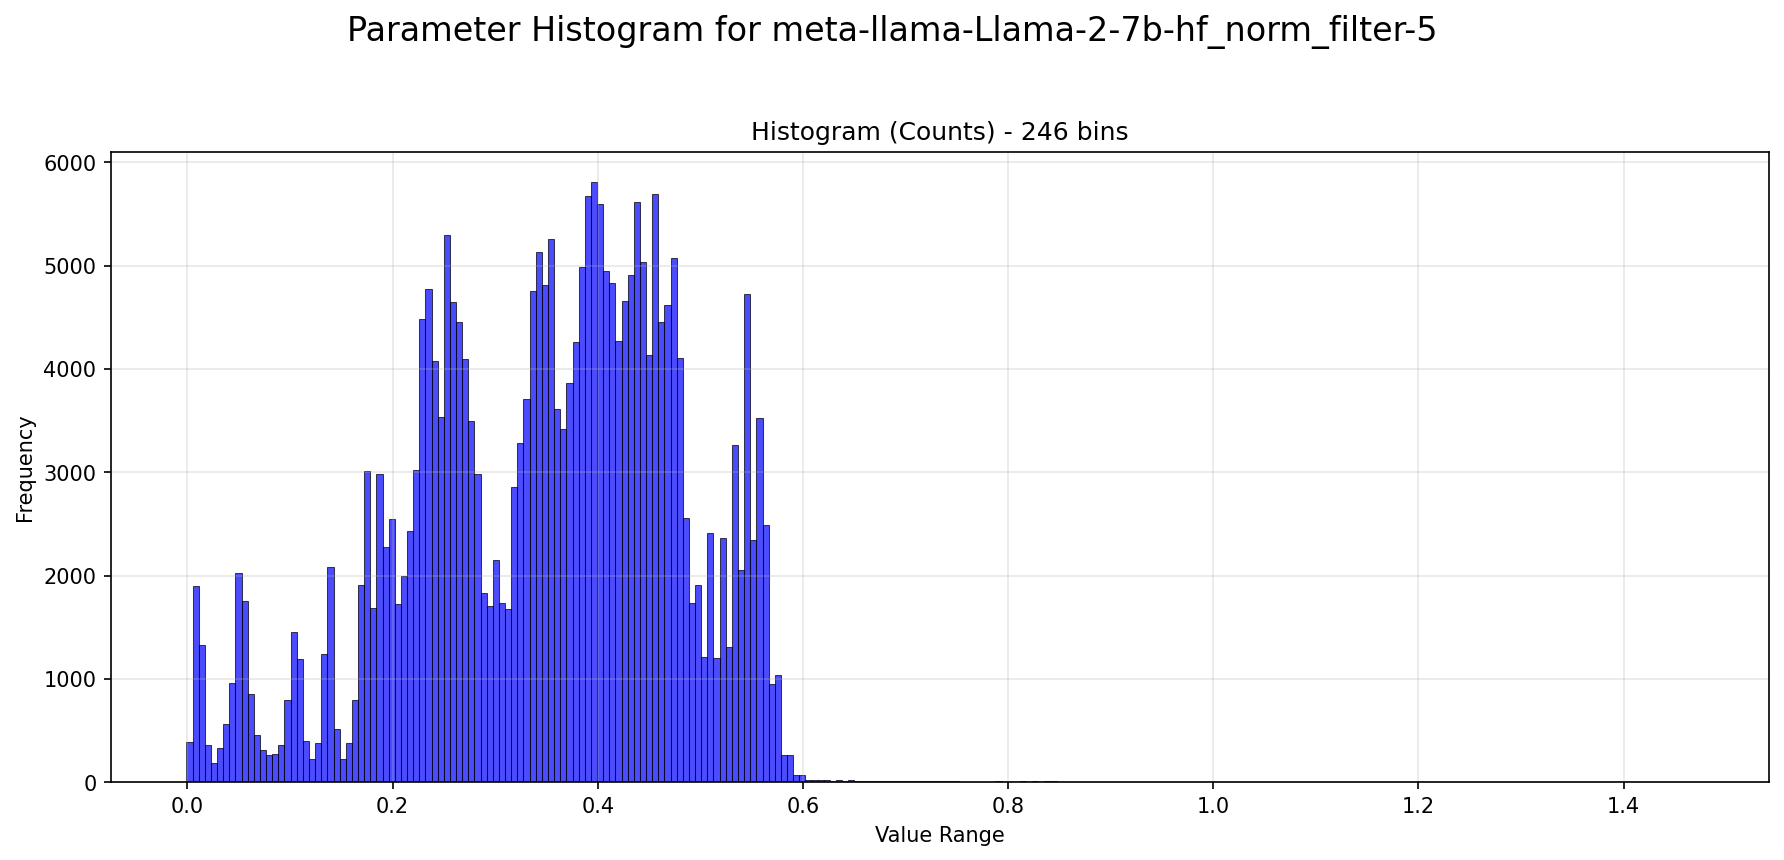 Parameter Histogram for meta-llama-Llama-2-7b-hf_norm_filter-5
Histogram (Counts) - 246 bins
6000
5000
4000
3000
2000
1000
0
Frequency
0.0 0.2 0.4 0.6 0.8 1.0 1.2 1.4
Value Range